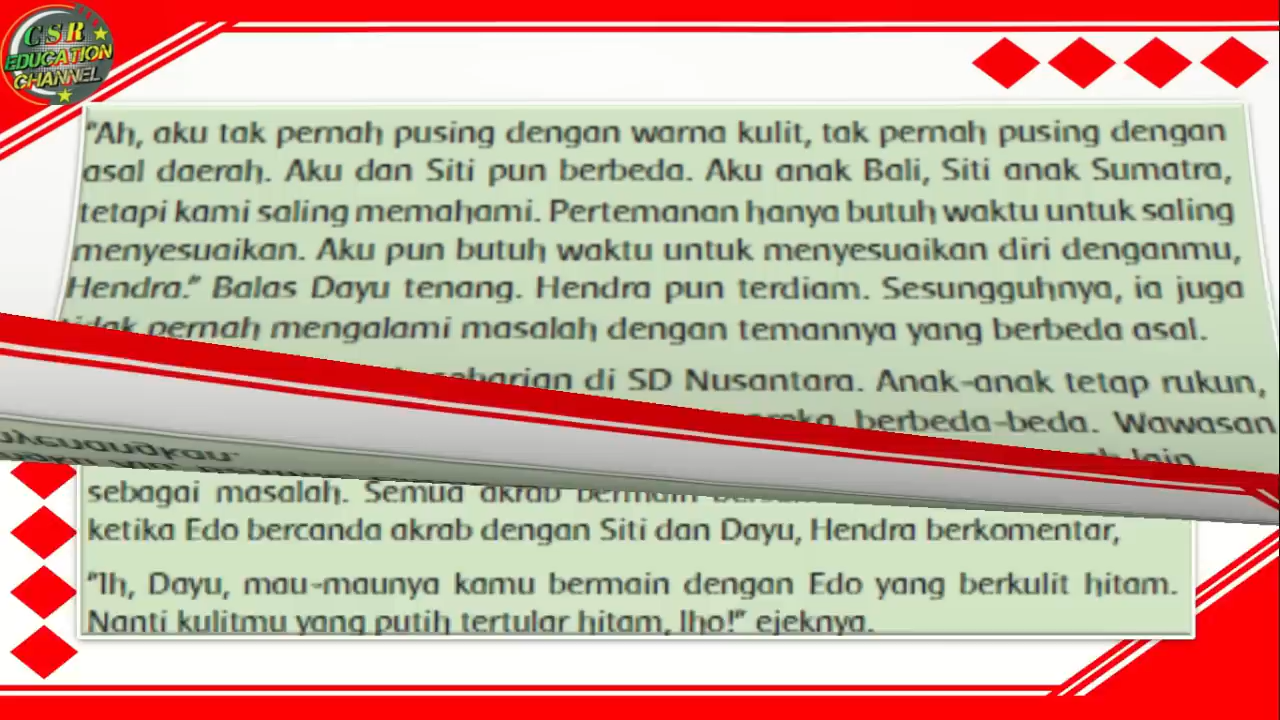 CSR
EDUCATION
CHANNEL
"Ah, aku tak pernah pusing dengan warna kulit, tak pernah pusing dengan
asal daerah. Aku dan Siti pun berbeda. Aku anak Bali, Siti anak Sumatra,
tetapi kami saling memahami. Pertemanan hanya butuh waktu untuk saling
menyesuaikan. Aku pun butuh waktu untuk menyesuaikan diri denganmu,
Hendra." Balas Dayu tenang. Hendra pun terdiam. Sesungguhnya, ia juga
tidak pernah mengalami masalah dengan temannya yang berbeda asal.
di SD Nusantara. Anak-anak tetap rukun,
berbeda-beda. Wawasan
lain
sebagai masalah. Semua akrab bermain
ketika Edo bercanda akrab dengan Siti dan Dayu, Hendra berkomentar,
"Ih, Dayu, mau-maunya kamu bermain dengan Edo yang berkulit hitam.
Nanti kulitmu yang putih tertular hitam, lho!" ejeknya.